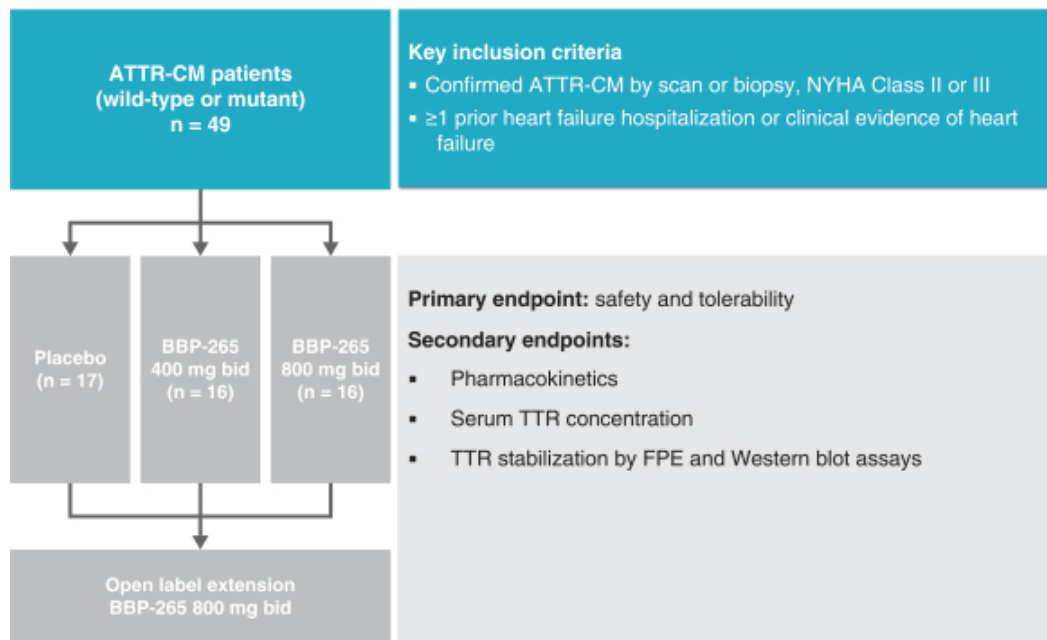 ATTR-CM patients
(wild-type or mutant)
n = 49
Key inclusion criteria
▪ Confirmed ATTR-CM by scan or biopsy, NYHA Class II or III
▪ ≥1 prior heart failure hospitalization or clinical evidence of heart
failure
Placebo
(n = 17)
BBP-265
400 mg bid
(n = 16)
BBP-265
800 mg bid
(n = 16)
Primary endpoint: safety and tolerability
Secondary endpoints:
▪ Pharmacokinetics
▪ Serum TTR concentration
▪ TTR stabilization by FPE and Western blot assays
Open label extension
BBP-265 800 mg bid